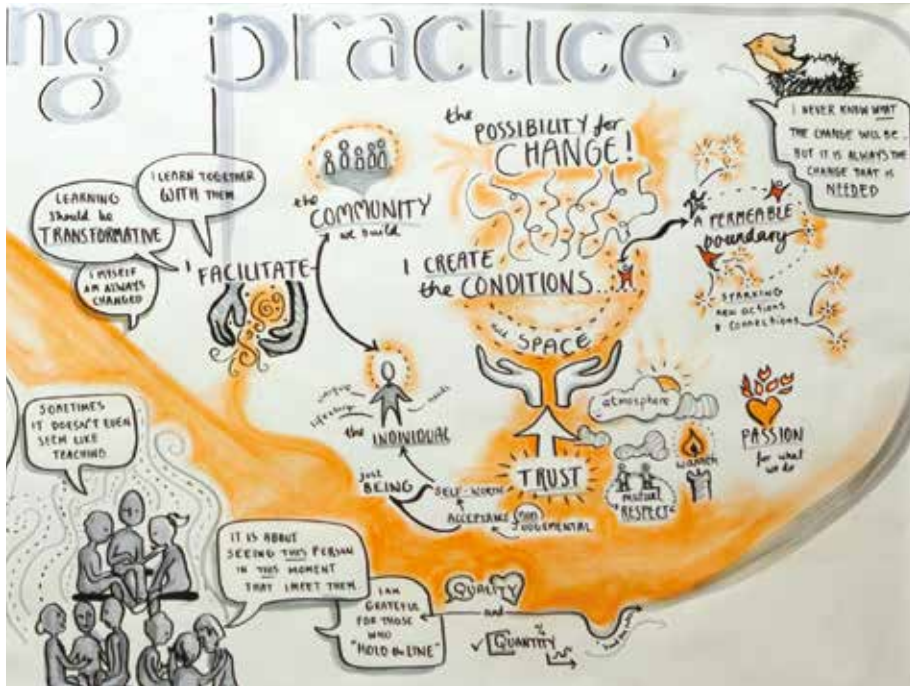 ng practice
I NEVER KNOW WHAT
THE CHANGE WILL BE...
BUT IT IS ALWAYS THE
CHANGE THAT IS
NEEDED
the
POSSIBILITY for
CHANGE!
I LEARN TOGETHER
WITH THEM
LEARNING
should be
TRANSFORMATIVE
I MYSELF
AM ALWAYS
CHANGED
I FACILITATE
the
COMMUNITY
we build
I CREATE
the CONDITIONS...
and SPACE
A PERMEABLE
boundary
SPARKING
NEW ACTIONS
& CONNECTIONS
the INDIVIDUAL
unique
needs
just
BEING
SELF-WORTH
ACCEPTANCE
NON
JUDGEMENTAL
TRUST
atmosphere
warmth
MUTUAL
RESPECT
PASSION
for what
we do
SOMETIMES
IT DOESN'T EVEN
SEEM LIKE
TEACHING
IT IS ABOUT
SEEING THIS PERSON
IN THIS MOMENT
THAT I MEET THEM
I AM
GRATEFUL
FOR THOSE
WHO
"HOLD the LINE"
QUALITY
and
QUANTITY
%